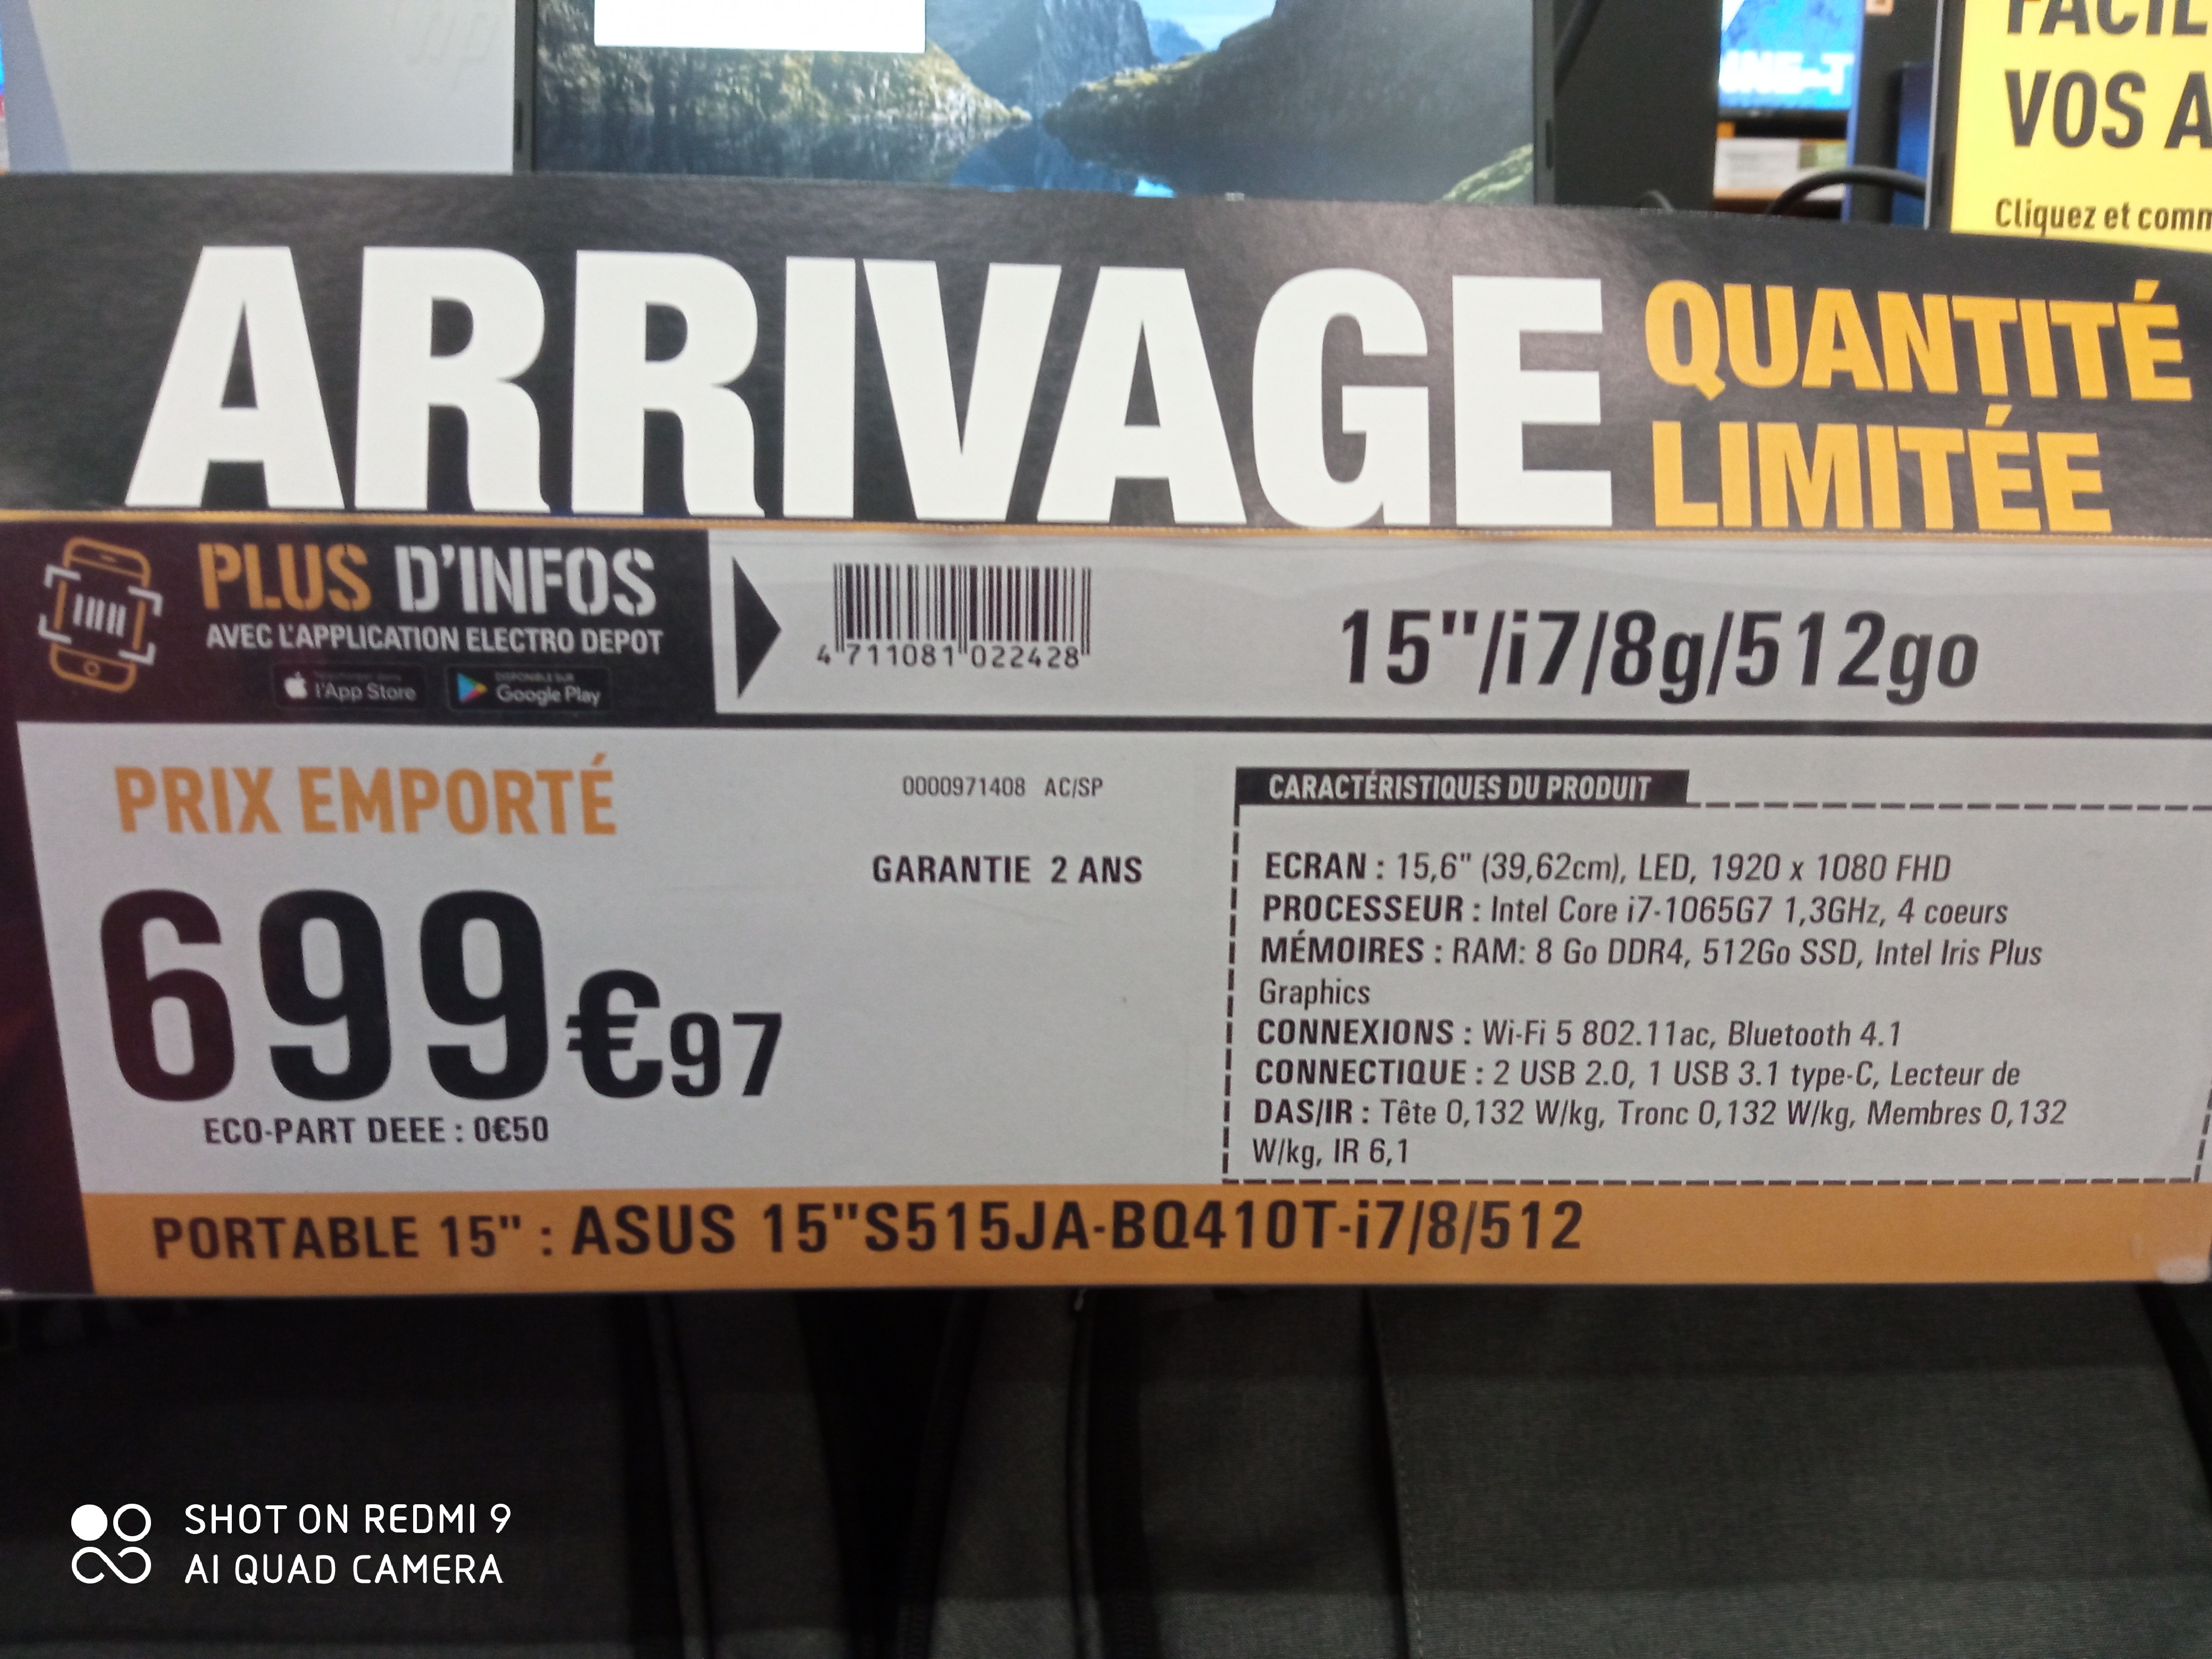 hp
FACIL
VOS A
Cliquez et comm
INE-T
ARRIVAGE
QUANTITÉ
LIMITÉE
PLUS D'INFOS
AVEC L'APPLICATION ELECTRO DEPOT
l'App Store
DISPONIBLE SUR
Google Play
4 711081 022428
15"/i7/8g/512go
PRIX EMPORTÉ
0000971408 AC/SP
GARANTIE 2 ANS
699€97
ECO-PART DEEE : 0€50
CARACTÉRISTIQUES DU PRODUIT
ECRAN : 15,6" (39,62cm), LED, 1920 x 1080 FHD
PROCESSEUR : Intel Core i7-1065G7 1,3GHz, 4 coeurs
MÉMOIRES : RAM: 8 Go DDR4, 512Go SSD, Intel Iris Plus
Graphics
CONNEXIONS : Wi-Fi 5 802.11ac, Bluetooth 4.1
CONNECTIQUE : 2 USB 2.0, 1 USB 3.1 type-C, Lecteur de
DAS/IR : Tête 0,132 W/kg, Tronc 0,132 W/kg, Membres 0,132
W/kg, IR 6,1
PORTABLE 15" : ASUS 15"S515JA-BQ410T-i7/8/512
SHOT ON REDMI 9
AI QUAD CAMERA